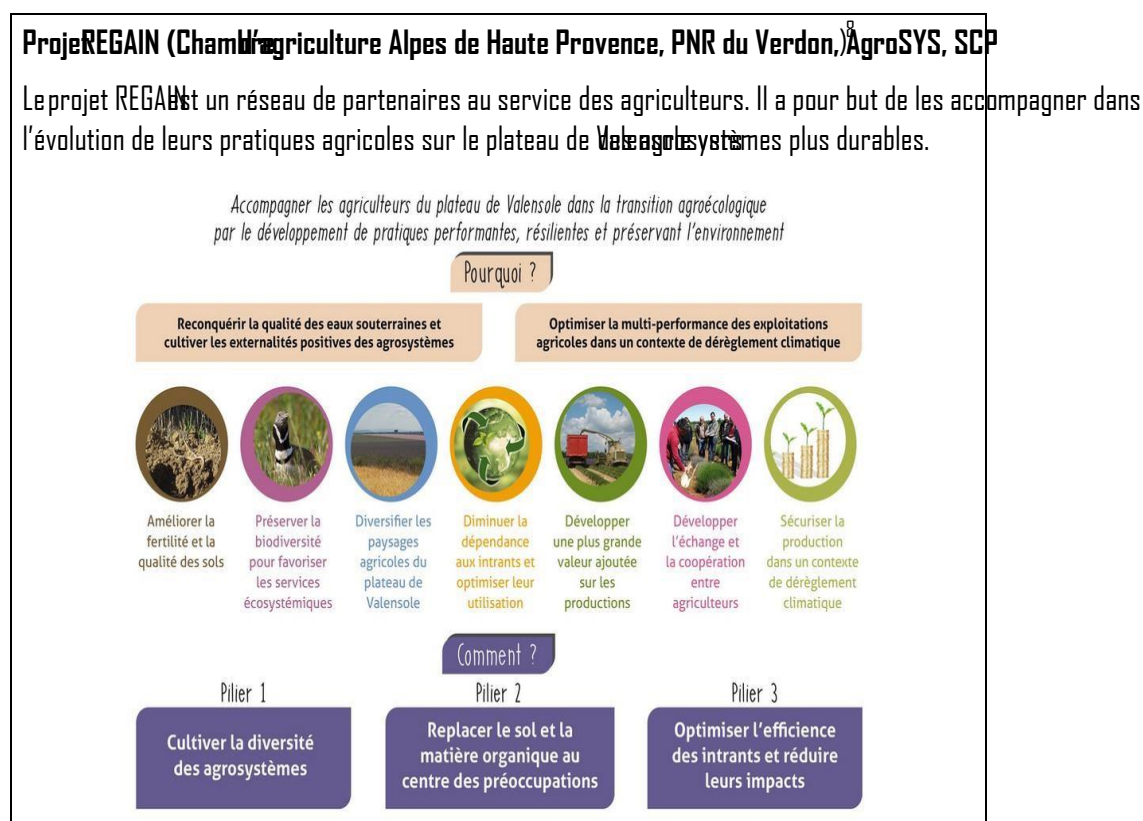 Projet REGAIN (Chambre d'agriculture Alpes de Haute Provence, PNR du Verdon, AgroSYS, SCP)8
Le projet REGAIN est un réseau de partenaires au service des agriculteurs. Il a pour but de les accompagner dans
l'évolution de leurs pratiques agricoles sur le plateau de Valensole vers des agrosystèmes plus durables.
Accompagner les agriculteurs du plateau de Valensole dans la transition agroécologique
par le développement de pratiques performantes, résilientes et préservant l'environnement
Pourquoi ?
Reconquérir la qualité des eaux souterraines et
cultiver les externalités positives des agrosystèmes
Optimiser la multi-performance des exploitations
agricoles dans un contexte de dérèglement climatique
Améliorer la
fertilité et la
qualité des sols
Préserver la
biodiversité
pour favoriser
les services
écosystémiques
Diversifier les
paysages
agricoles du
plateau de
Valensole
Diminuer la
dépendance
aux intrants et
optimiser leur
utilisation
Développer
une plus grande
valeur ajoutée
sur les
productions
Développer
l'échange et
la coopération
entre
agriculteurs
Sécuriser la
production
dans un contexte
de dérèglement
climatique
Comment ?
Pilier 1
Cultiver la diversité
des agrosystèmes
Pilier 2
Replacer le sol et la
matière organique au
centre des préoccupations
Pilier 3
Optimiser l'efficience
des intrants et réduire
leurs impacts